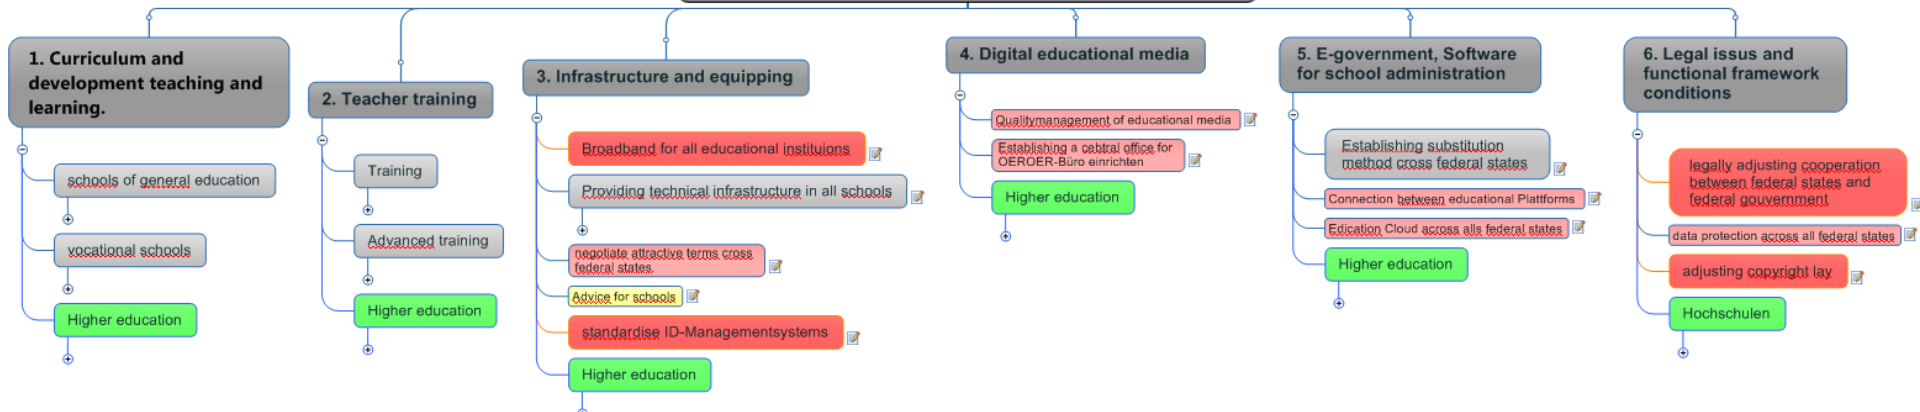 1. Curriculum and
development teaching and
learning.
schools of general education
vocational schools
Higher education
2. Teacher training
Training
Advanced training
Higher education
3. Infrastructure and equipping
Broadband for all educational instituions
Providing technical infrastructure in all schools
negotiate attractive terms cross
federal states.
Advice for schools
standardise ID-Managementsystems
Higher education
4. Digital educational media
Qualitymanagement of educational media
Establishing a cebtral office for
OEROER-Büro einrichten
Higher education
5. E-government, Software
for school administration
Establishing substitution
method cross federal states
Connection between educational Plattforms
Edication Cloud across alls federal states
Higher education
6. Legal issus and
functional framework
conditions
legally adjusting cooperation
between federal states and
federal gouvernment
data protection across all federal states
adjusting copyright lay
Hochschulen